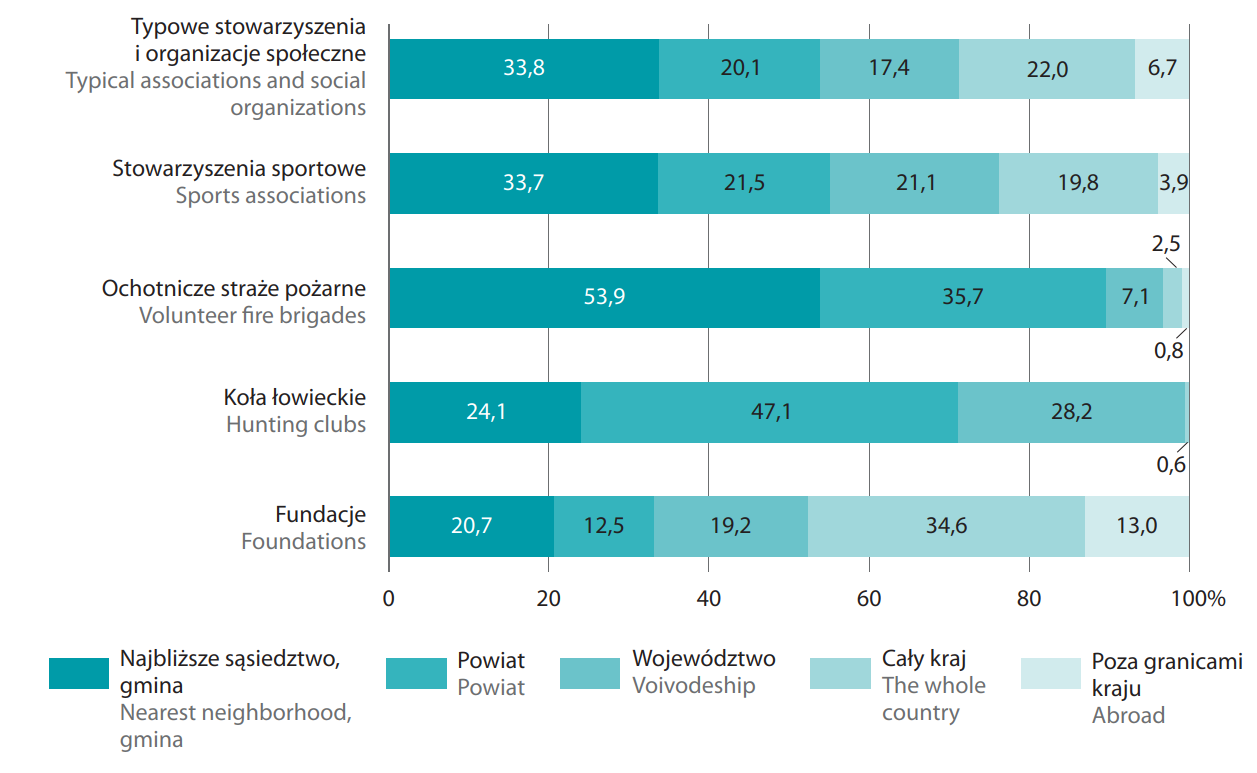 Typowe stowarzyszenia
i organizacje społeczne
Typical associations and social
organizations
33,8
20,1
17,4
22,0
6,7
Stowarzyszenia sportowe
Sports associations
33,7
21,5
21,1
19,8
3,9
Ochotnicze straże pożarne
Volunteer fire brigades
53,9
35,7
7,1
2,5
0,8
Koła łowieckie
Hunting clubs
24,1
47,1
28,2
0,6
Fundacje
Foundations
20,7
12,5
19,2
34,6
13,0
0
20
40
60
80
100%
Najbliższe sąsiedztwo,
gmina
Nearest neighborhood,
gmina
Powiat
Powiat
Województwo
Voivodeship
Cały kraj
The whole
country
Poza granicami
kraju
Abroad